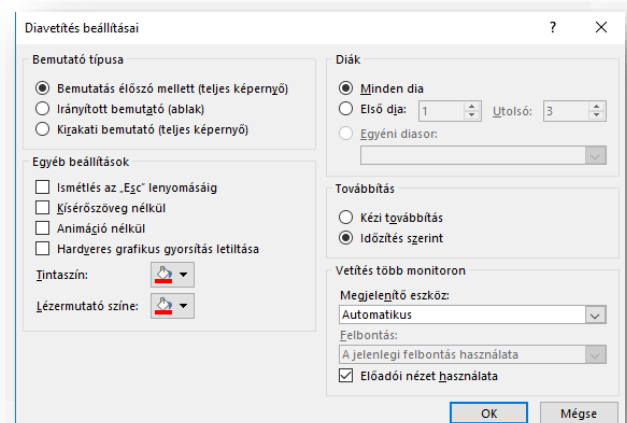 Diavetítés beállításai
Bemutató típusa
Bemutatás élőszó mellett (teljes képernyő)
Irányított bemutató (ablak)
Kirakati bemutató (teljes képernyő)
Egyéb beállítások
Ismétlés az „Esc” lenyomásáig
Kísérőszöveg nélkül
Animáció nélkül
Hardveres grafikus gyorsítás letiltása
Tintaszín:
Lézermutató színe:
Diák
Minden dia
Első dia: 1 Utolsó: 3
Egyéni diasor:
Továbbítás
Kézi továbbítás
Időzítés szerint
Vetítés több monitoron
Megjelenítő eszköz:
Automatikus
Felbontás:
A jelenlegi felbontás használata
Előadói nézet használata
OK Mégse